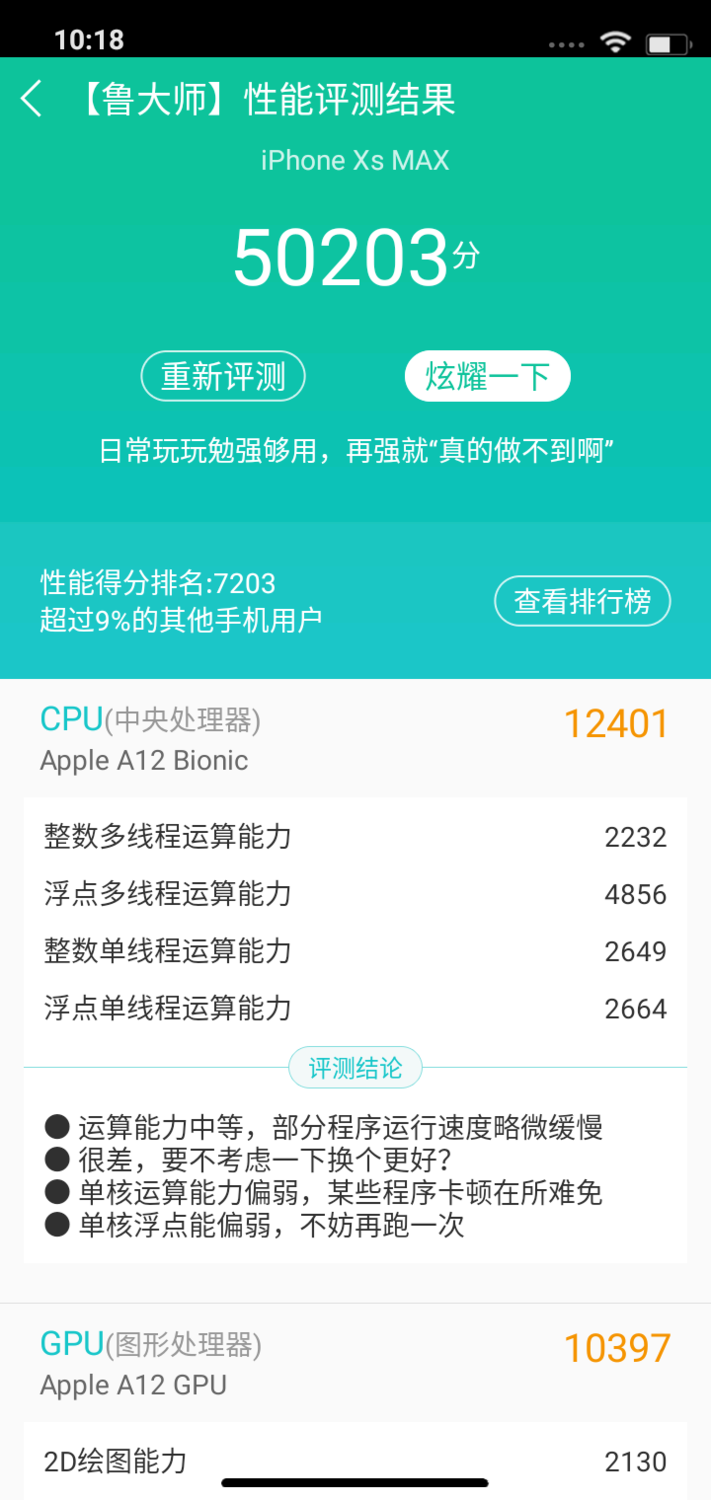 10:18
【鲁大师】性能评测结果
iPhone Xs MAX
50203分
重新评测
炫耀一下
日常玩玩勉强够用，再强就“真的做不到啊”
性能得分排名:7203
超过9%的其他手机用户
查看排行榜
CPU(中央处理器)
12401
Apple A12 Bionic
整数多线程运算能力 2232
浮点多线程运算能力 4856
整数单线程运算能力 2649
浮点单线程运算能力 2664
评测结论
● 运算能力中等，部分程序运行速度略微缓慢
● 很差，要不考虑一下换个更好？
● 单核运算能力偏弱，某些程序卡顿在所难免
● 单核浮点能偏弱，不妨再跑一次
GPU(图形处理器)
10397
Apple A12 GPU
2D绘图能力 2130